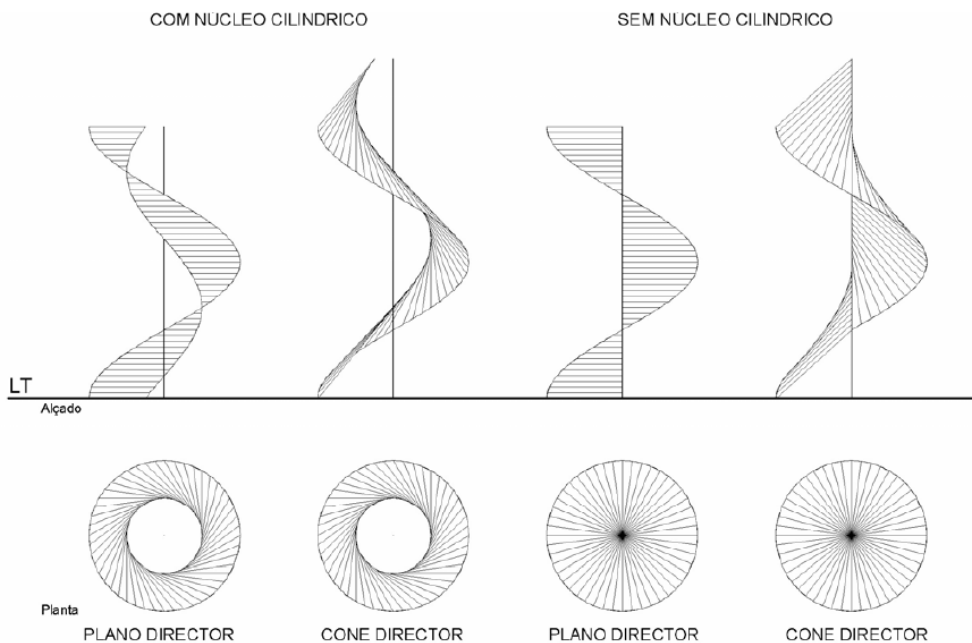 COM NÚCLEO CILINDRICO
SEM NÚCLEO CILINDRICO
LT
Alçado
Planta
PLANO DIRECTOR
CONE DIRECTOR
PLANO DIRECTOR
CONE DIRECTOR